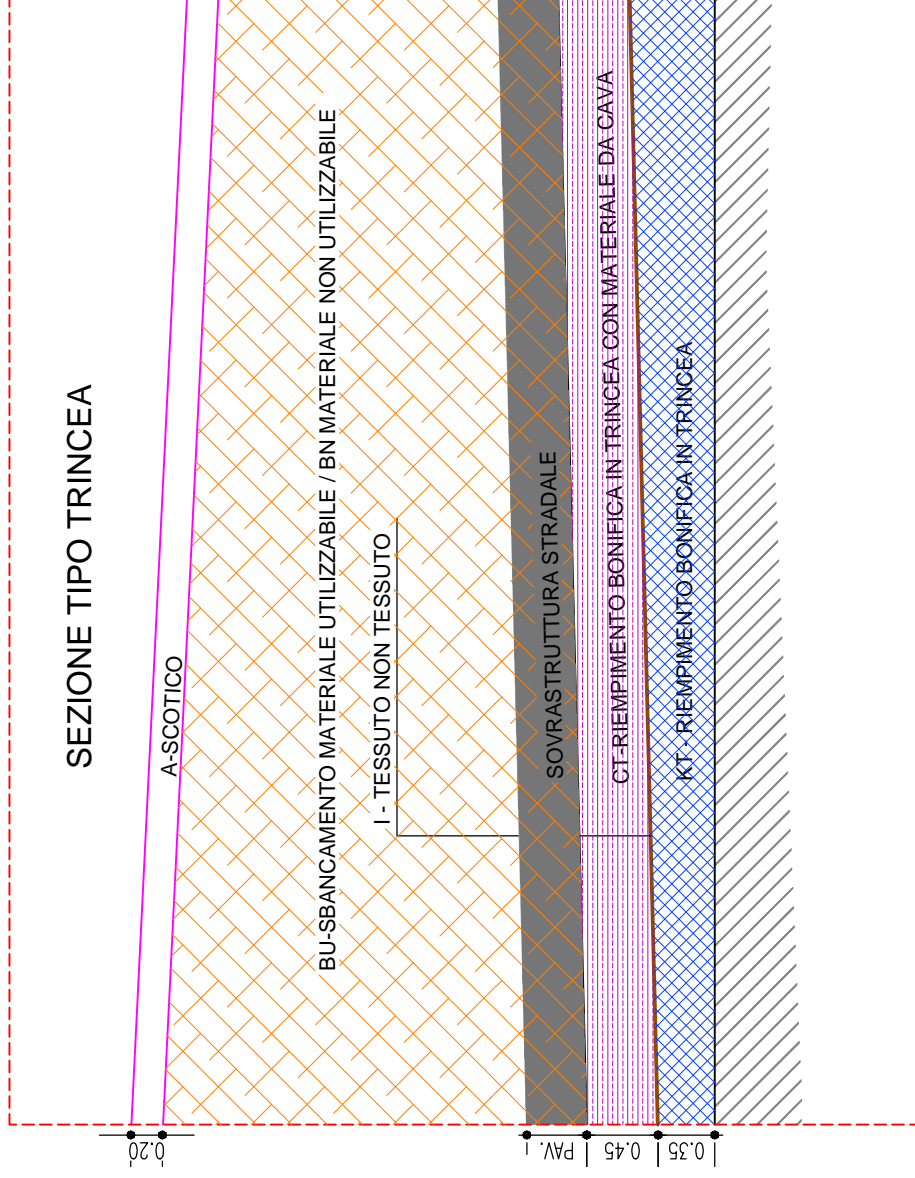 SEZIONE TIPO TRINCEA
A-SCOTICO
BU-SBANCAMENTO MATERIALE UTILIZZABILE / BN MATERIALE NON UTILIZZABILE
I - TESSUTO NON TESSUTO
SOVRASTRUTTURA STRADALE
CT-RIEMPIMENTO BONIFICA IN TRINCEA CON MATERIALE DA CAVA
KT - RIEMPIMENTO BONIFICA IN TRINCEA
0.20
PAV.
0.45
0.35